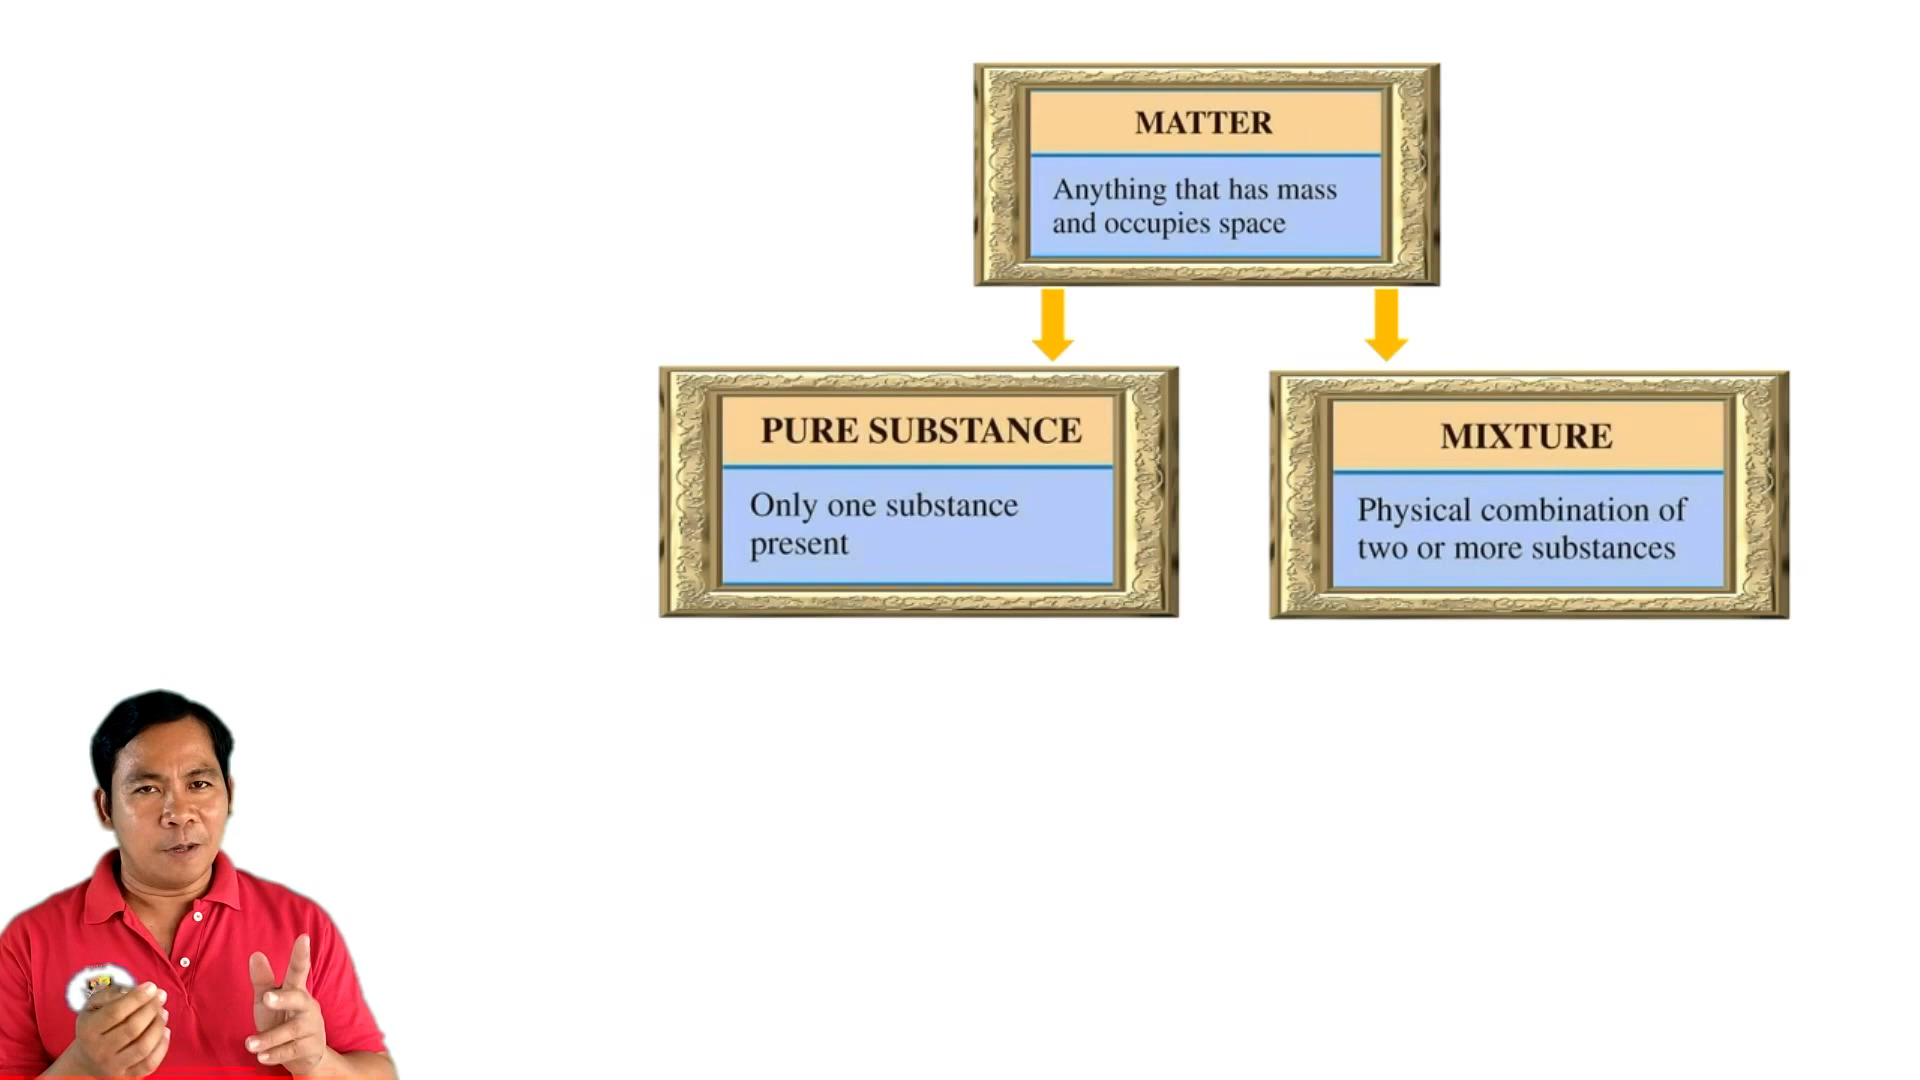 MATTER
Anything that has mass
and occupies space
PURE SUBSTANCE
Only one substance
present
MIXTURE
Physical combination of
two or more substances